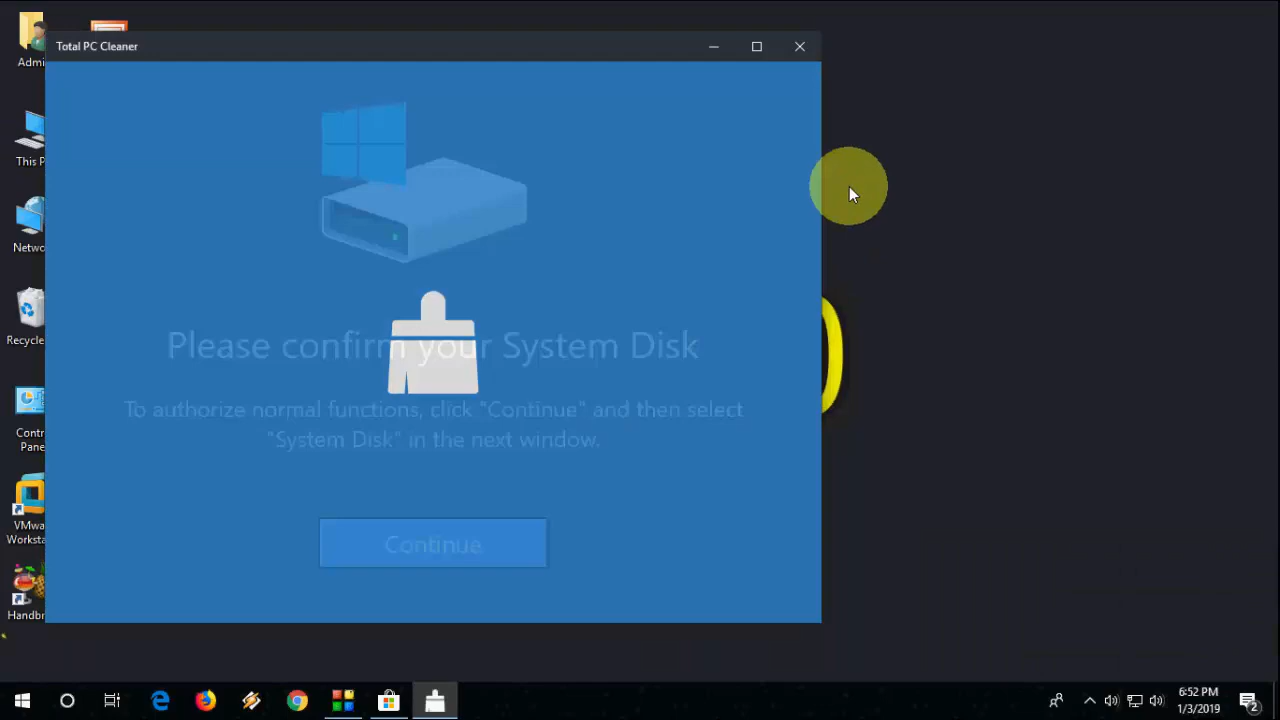 Total PC Cleaner
Admi
This P
Netwo
Recycle
Contr
Pane
VMwa
Worksta
Handbr
Please confirm your System Disk
To authorize normal functions, click "Continue" and then select
"System Disk" in the next window.
Continue
6:52 PM
1/3/2019
2